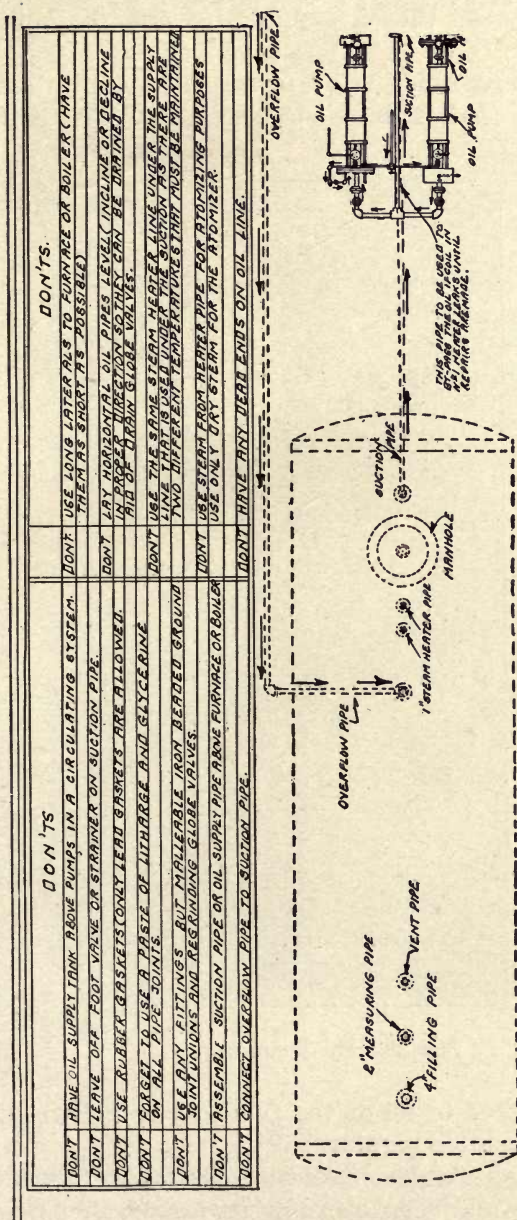 DON'TS
DON'T HAVE OIL SUPPLY TANK ABOVE PUMPS IN A CIRCULATING SYSTEM.
DON'T LEAVE OFF FOOT VALVE OR STRAINER ON SUCTION PIPE.
DON'T USE RUBBER GASKETS (ONLY LEAD GASKETS ARE ALLOWED.
DON'T FORGET TO USE A PASTE OF LITHARGE AND GLYCERINE
ON ALL PIPE JOINTS.
DON'T USE ANY FITTINGS BUT MALLEABLE IRON BEADED GROUND
JOINT UNIONS AND REGRINDING GLOBE VALVES.
DON'T ASSEMBLE SUCTION PIPE OR OIL SUPPLY PIPE ABOVE FURNACE OR BOILER
DON'T CONNECT OVERFLOW PIPE TO SUCTION PIPE.
DON'TS.
DON'T USE LONG LATERALS TO FURNACE OR BOILER (HAVE
THEM AS SHORT AS POSSIBLE)
DON'T LAY HORIZONTAL OIL PIPES LEVEL (INCLINE OR DECLINE
IN PROPER DIRECTION SO THEY CAN BE DRAINED BY
AID OF DRAIN GLOBE VALVES.
DON'T USE THE SAME STEAM HEATER LINE UNDER THE SUPPLY
LINE THAT IS USED UNDER THE SUCTION AS THERE ARE
TWO DIFFERENT TEMPERATURES THAT MUST BE MAINTAINED
DON'T USE STEAM FROM HEATER PIPE FOR ATOMIZING PURPOSES
USE ONLY DRY STEAM FOR THE ATOMIZER.
DON'T HAVE ANY DEAD ENDS ON OIL LINE.
OVERFLOW PIPE
OIL PUMP
SUCTION PIPE
OIL
OIL PUMP
THIS PIPE TO BE USED TO
BY-PASS THE OIL IF COIL IN
Nº1 HEATER LEAKS UNTIL
REPAIRS ARE MADE.
OVERFLOW PIPE
SUCTION
PIPE
1" STEAM HEATER PIPE
MANHOLE
2" MEASURING PIPE
VENT PIPE
4" FILLING PIPE